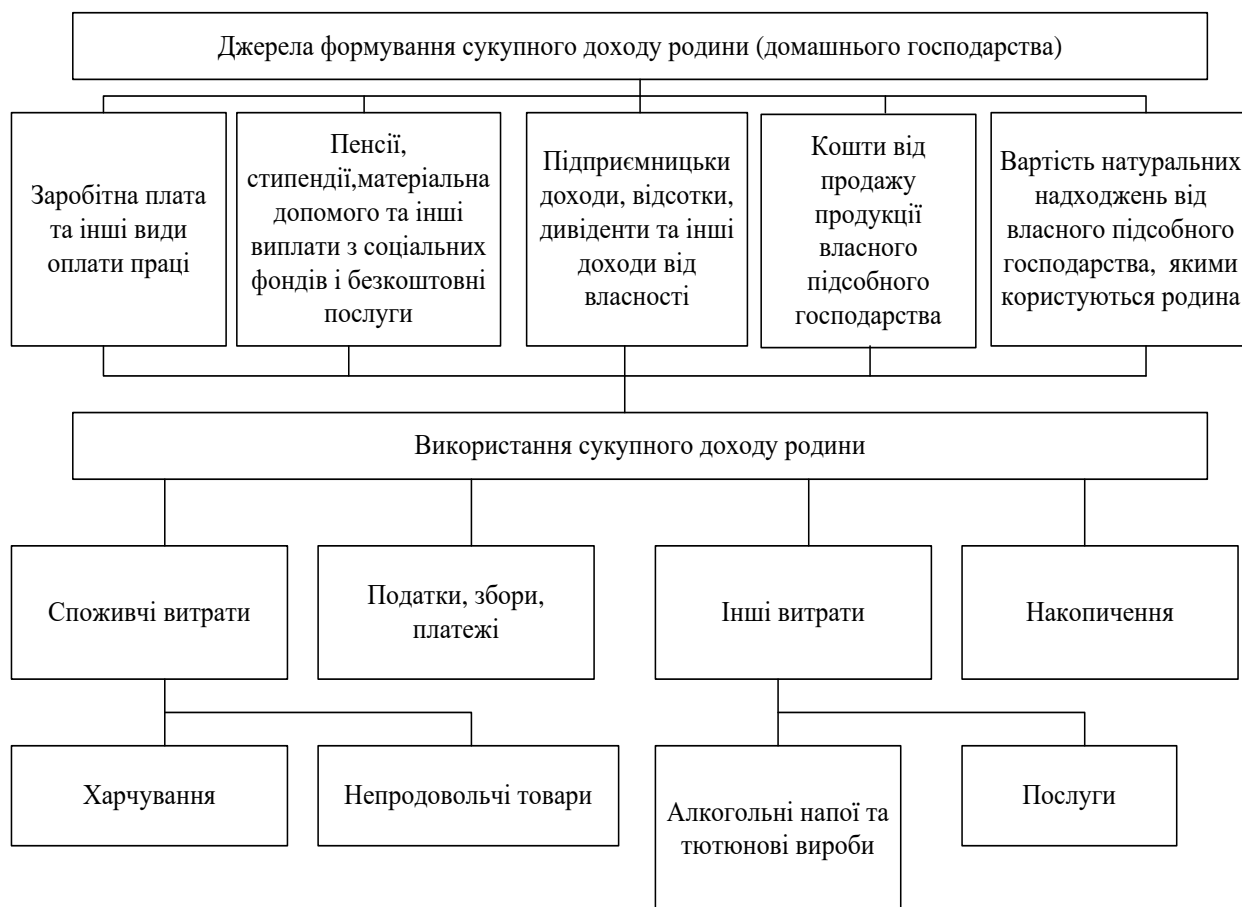 Джерела формування сукупного доходу родини (домашнього господарства)
Заробітна плата
та інші види
оплати праці
Пенсії,
стипендії,матеріальна
допомого та інші
виплати з соціальних
фондів і безкоштовні
послуги
Підприємницьки
доходи, відсотки,
дивіденти та інші
доходи від
власності
Кошти від
продажу
продукції
власного
підсобного
господарства
Вартість натуральних
надходжень від
власного підсобного
господарства, якими
користуються родина
Використання сукупного доходу родини
Споживчі витрати
Податки, збори,
платежі
Інші витрати
Накопичення
Харчування
Непродовольчі товари
Алкогольні напої та
тютюнові вироби
Послуги